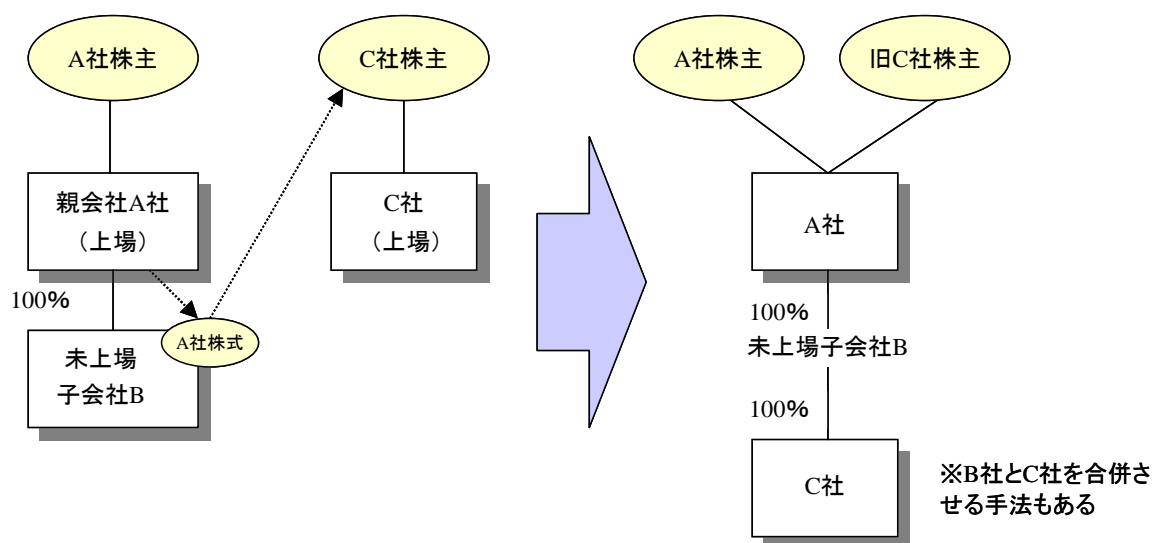 A社株主
C社株主
親会社A社
（上場）
C社
（上場）
100%
A社株式
未上場
子会社B
A社株主
旧C社株主
A社
100%
未上場子会社B
100%
C社
※B社とC社を合併さ
せる手法もある